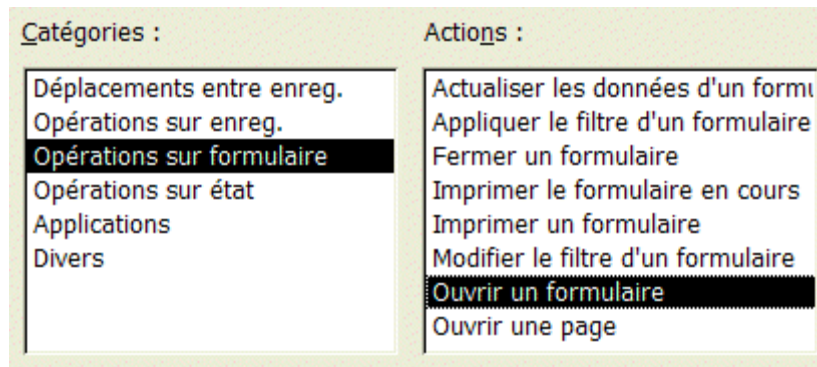 Catégories :
Déplacements entre enreg.
Opérations sur enreg.
Opérations sur formulaire
Opérations sur état
Applications
Divers
Actions :
Actualiser les données d'un
Appliquer le filtre d'un formulaire
Fermer un formulaire
Imprimer le formulaire en cours
Imprimer un formulaire
Modifier le filtre d'un formulaire
Ouvrir un formulaire
Ouvrir une page